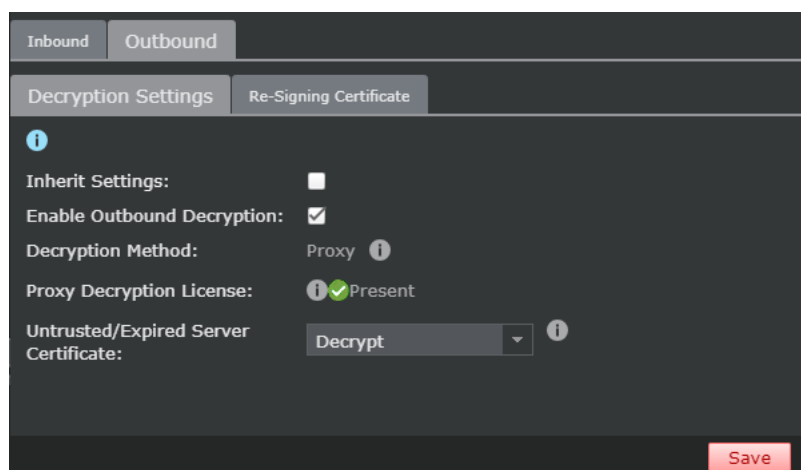 Inbound
Outbound
Decryption Settings
Re-Signing Certificate
Inherit Settings:
Enable Outbound Decryption:
Decryption Method:
Proxy
Proxy Decryption License:
Present
Untrusted/Expired Server
Certificate:
Decrypt
Save